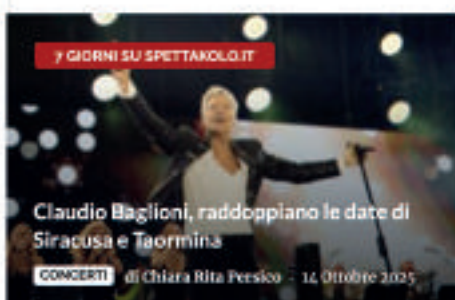 7 GIORNI SU SPETTAKOLO.IT
Claudio Baglioni, raddoppiano le date di
Siracusa e Taormina
CONCERTI di Chiara Rita Persico - 14 Ottobre 2025